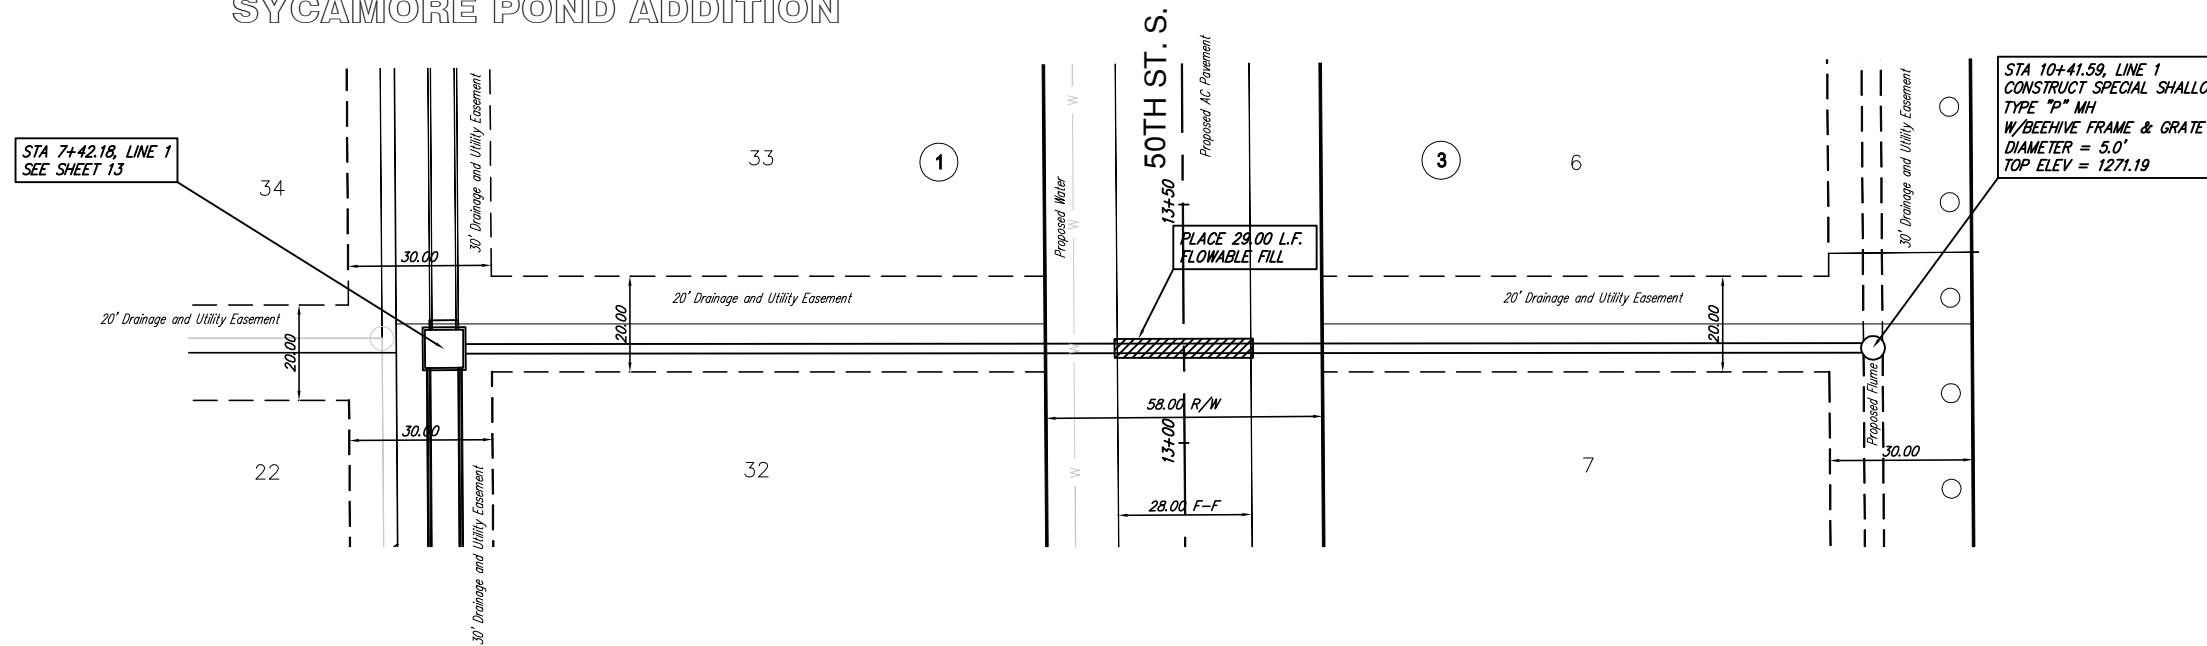 SYCAMORE POND ADDITION
50TH ST. S.
Proposed AC Pavement
STA 10+41.59, LINE 1
CONSTRUCT SPECIAL
TYPE "P" MH
W/BEEHIVE FRAME & GRATE
DIAMETER = 5.0'
TOP ELEV = 1271.19
STA 7+42.18, LINE 1
SEE SHEET 13
34
30' Drainage and Utility Easement
33
1
Proposed Water
W
W
W
W
13+50
3
6
30' Drainage and Utility Easement
PLACE 29.00 L.F.
FLOWABLE FILL
30.00
20' Drainage and Utility Easement
20.00
20' Drainage and Utility Easement
20.00
20' Drainage and Utility Easement
20.00
58.00 R/W
13+00
Proposed Flume
30.00
30.00
22
32
7
30' Drainage and Utility Easement
28.00 F-F